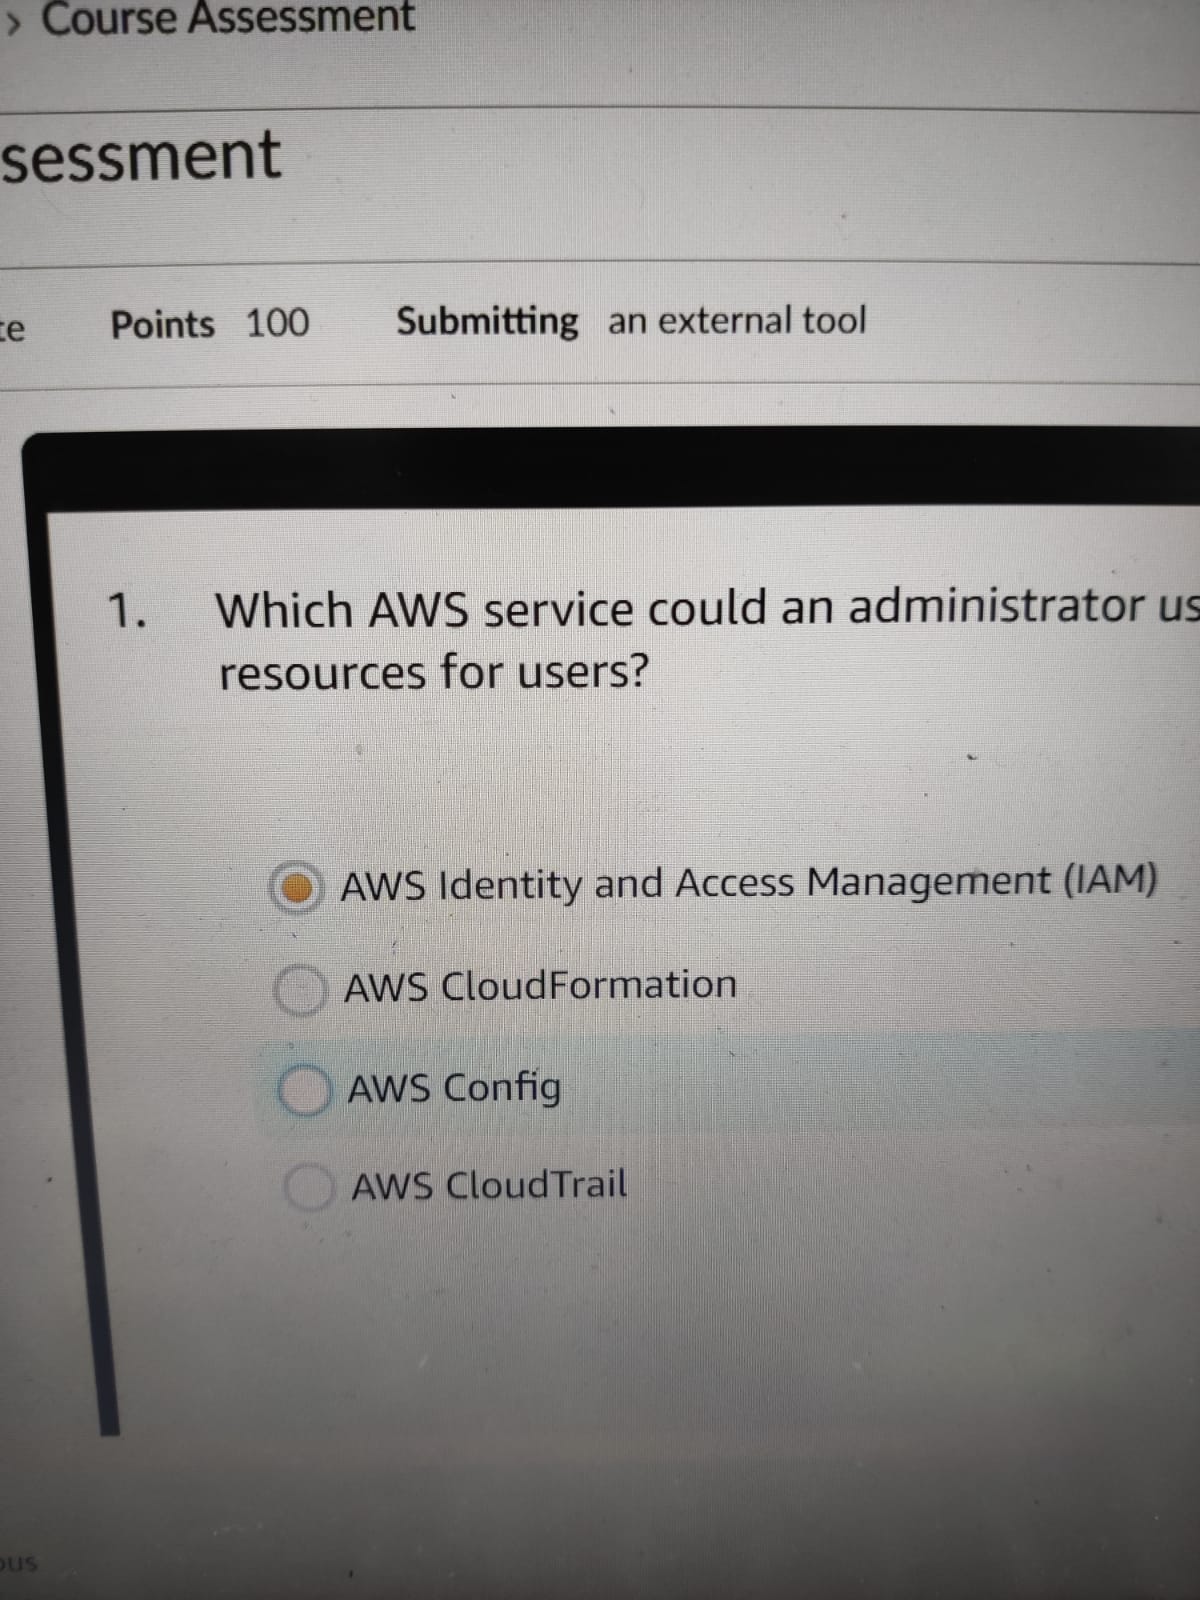 › Course Assessment
sessment
Points 100 Submitting an external tool
1. Which AWS service could an administrator us
resources for users?
AWS Identity and Access Management (IAM)
AWS CloudFormation
AWS Config
AWS CloudTrail
ous